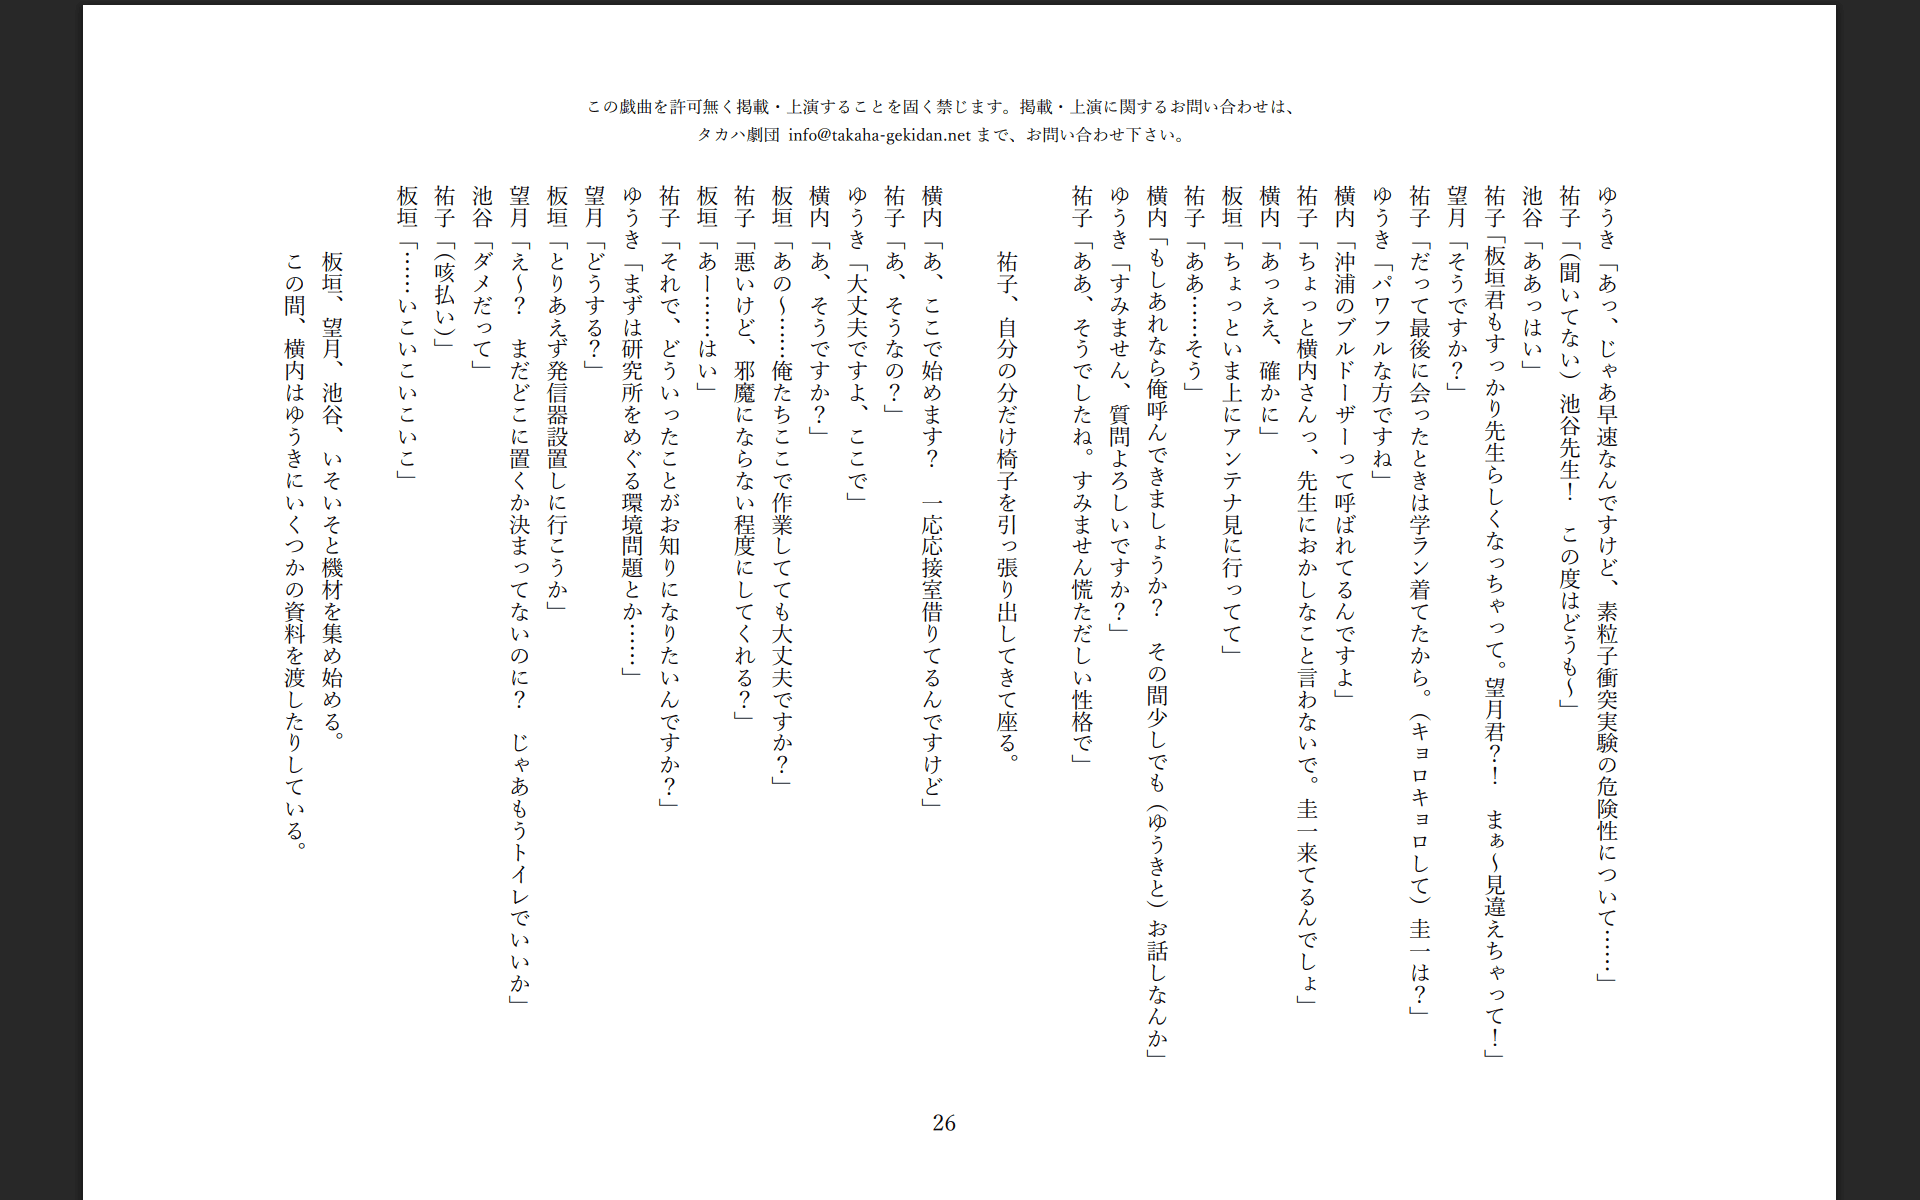 この戯曲を許可無く掲載・上演することを固く禁じます。掲載・上演に関するお問い合わせは、
タカハ劇団 info@takaha-gekidan.net まで、お問い合わせ下さい。
ゆうき「あっ、じゃあ早速なんですけど、素粒子衝突実験の危険性について……」
祐子「(聞いてない)池谷先生！　この度はどうも〜」
池谷「ああっはい」
祐子「板垣君もすっかり先生らしくなっちゃって。望月君？！　まぁ〜見違えちゃって！」
望月「そうですか？」
祐子「だって最後に会ったときは学ラン着てたから。(キョロキョロして)圭一は？」
ゆうき「パワフルな方ですね」
横内「沖浦のブルドーザーって呼ばれてるんですよ」
祐子「ちょっと横内さんっ、先生におかしなこと言わないで。圭一来てるんでしょ」
横内「あっええ、確かに」
板垣「ちょっといま上にアンテナ見に行ってて」
祐子「ああ……そう」
横内「もしあれなら俺呼んできましょうか？　その間少しでも(ゆうきと)お話しなんか」
ゆうき「すみません、質問よろしいですか？」
祐子「ああ、そうでしたね。すみません慌ただしい性格で」
祐子、自分の分だけ椅子を引っ張り出してきて座る。
横内「あ、ここで始めます？　一応応接室借りてるんですけど」
祐子「あ、そうなの？」
ゆうき「大丈夫ですよ、ここで」
横内「あ、そうですか？」
板垣「あの〜……俺たちここで作業してても大丈夫ですか？」
祐子「悪いけど、邪魔にならない程度にしてくれる？」
板垣「あー……はい」
祐子「それで、どういったことがお知りになりたいんですか？」
ゆうき「まずは研究所をめぐる環境問題とか……」
望月「どうする？」
板垣「とりあえず発信器設置しに行こうか」
望月「え〜？　まだどこに置くか決まってないのに？　じゃあもうトイレでいいか」
池谷「ダメだって」
祐子「(咳払い)」
板垣「……いこいこいこいこ」
板垣、望月、池谷、いそいそと機材を集め始める。
この間、横内はゆうきにいくつかの資料を渡したりしている。
26